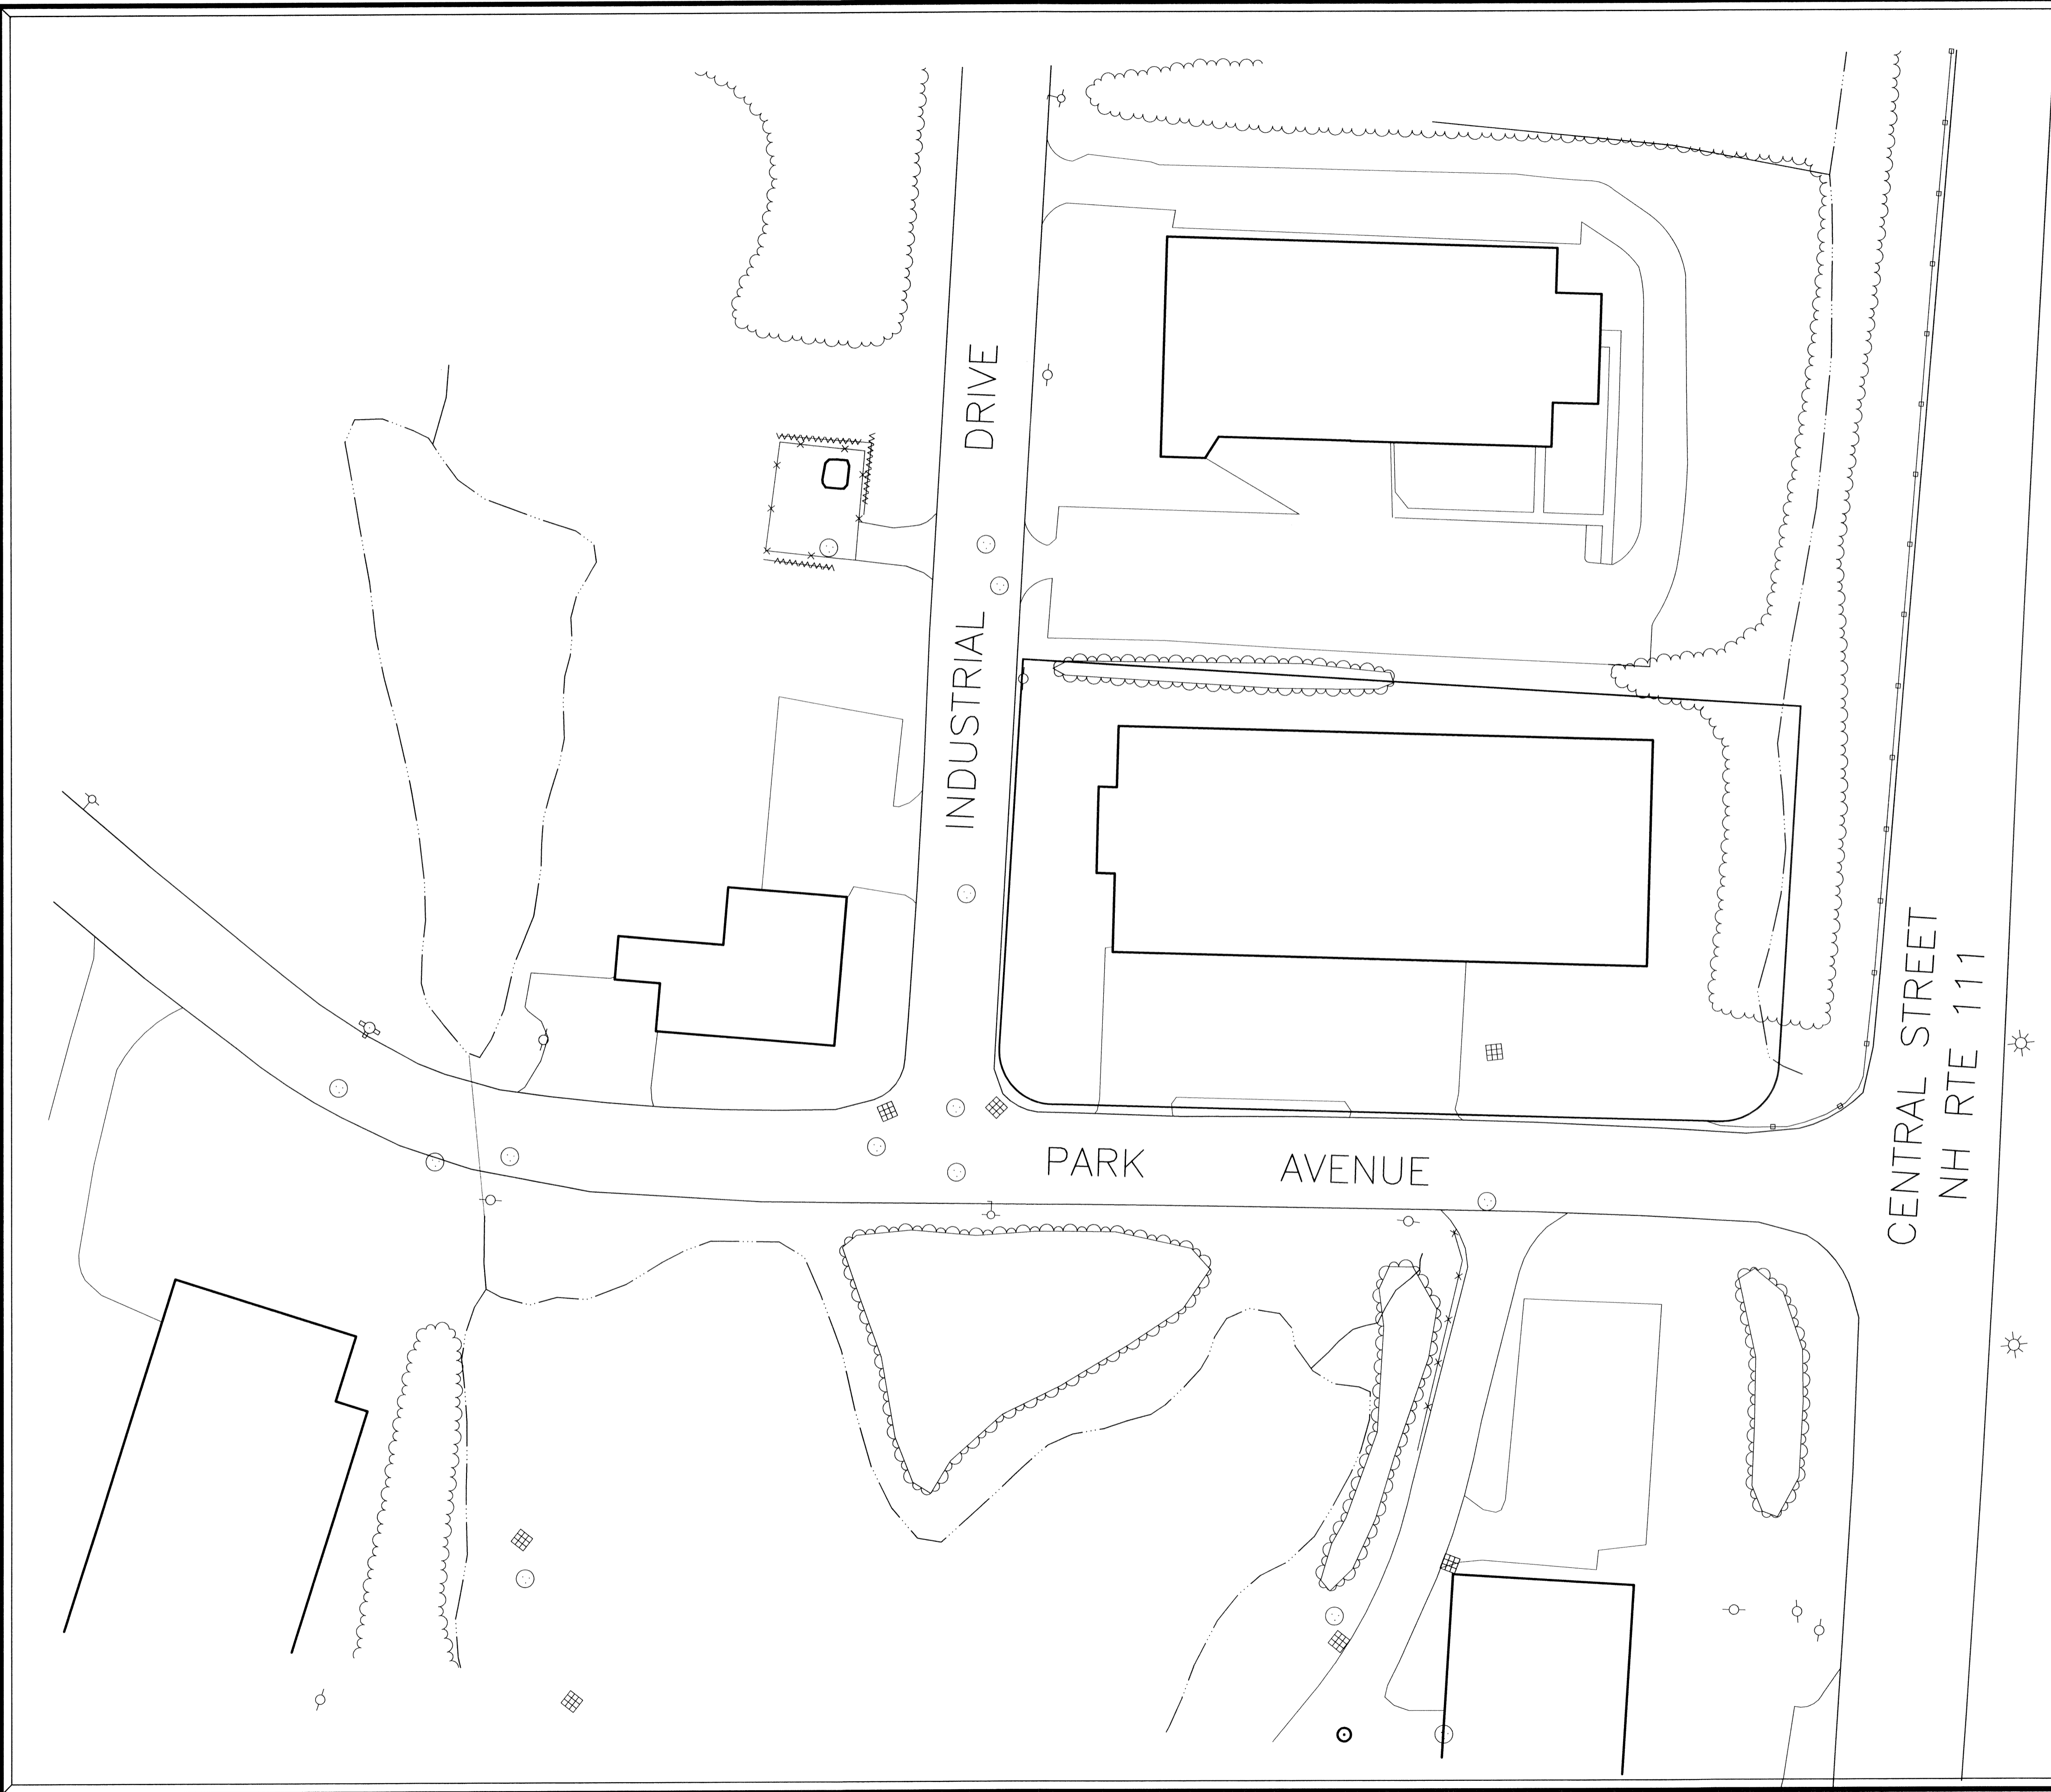 INDUSTRIAL DRIVE
PARK AVENUE
CENTRAL STREET
NH RTE 111